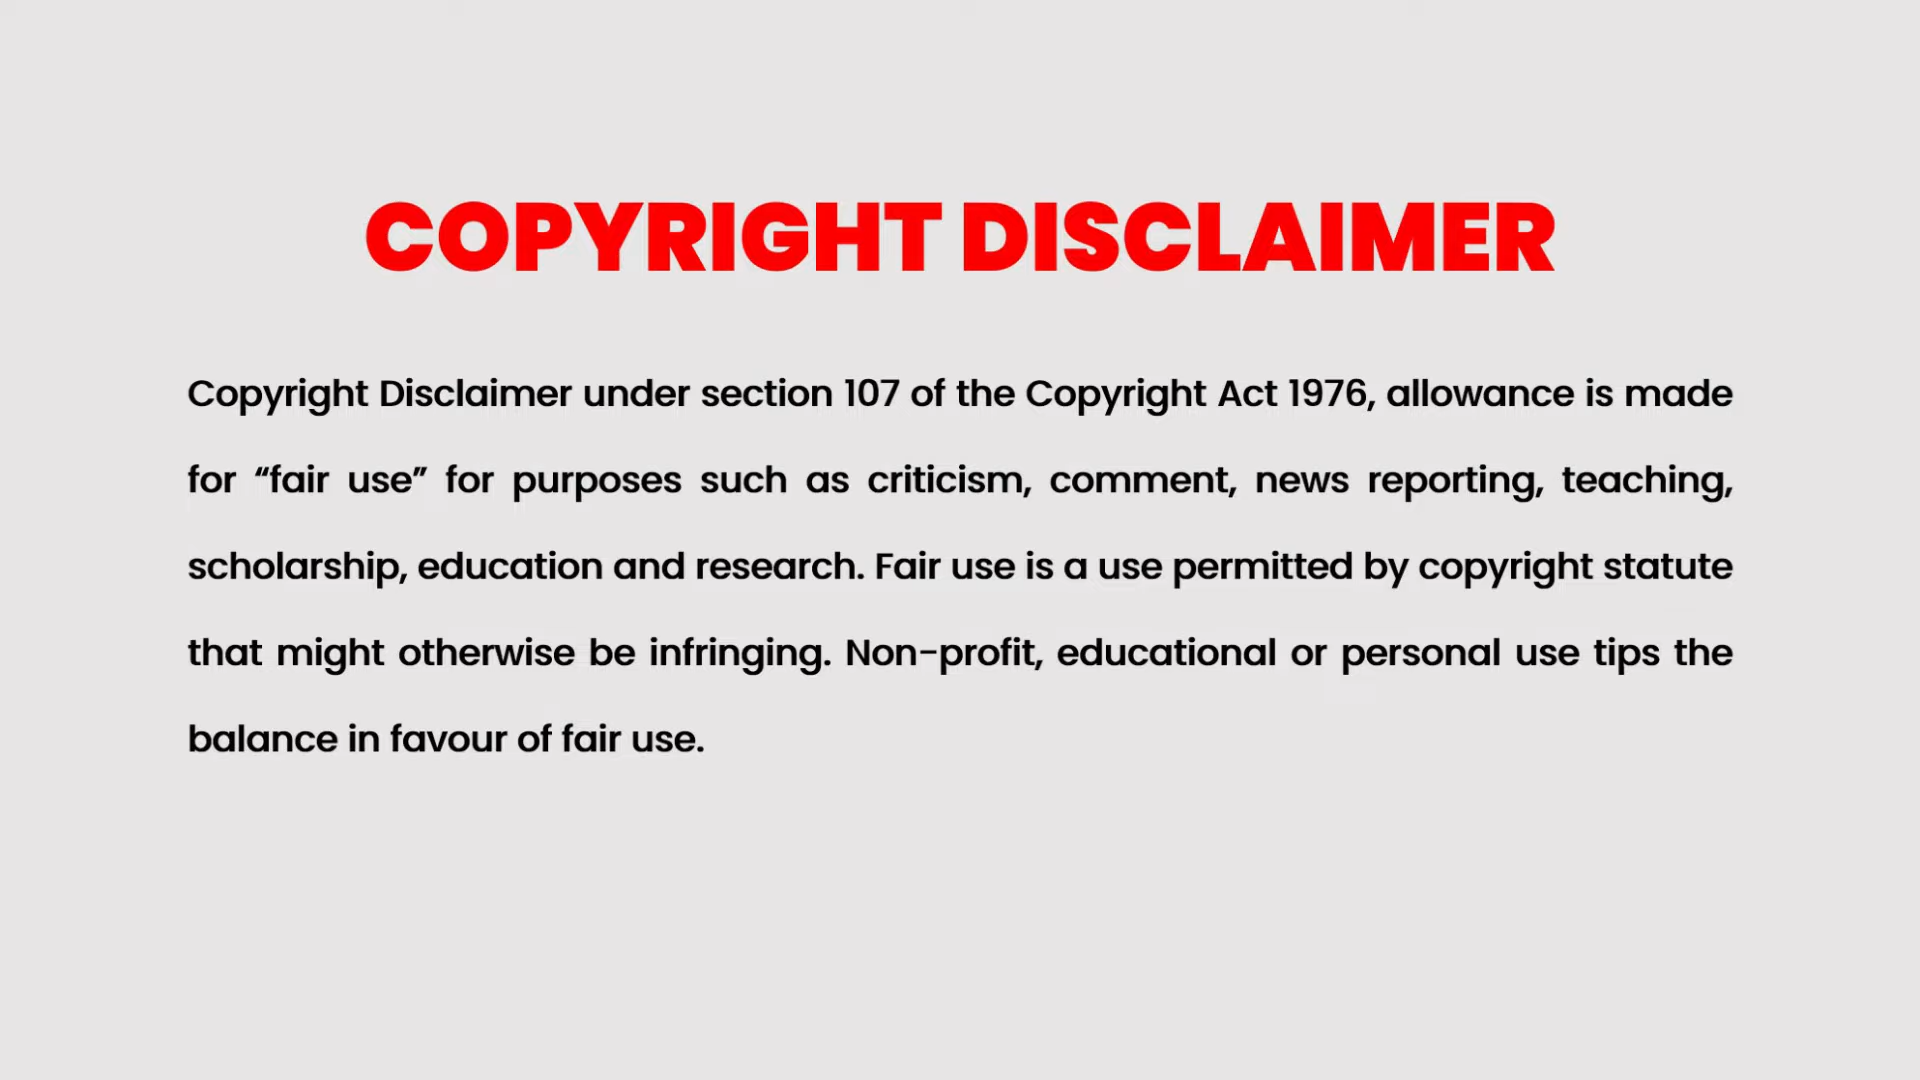 COPYRIGHT DISCLAIMER
Copyright Disclaimer under section 107 of the Copyright Act 1976, allowance is made
for “fair use” for purposes such as criticism, comment, news reporting, teaching,
scholarship, education and research. Fair use is a use permitted by copyright statute
that might otherwise be infringing. Non-profit, educational or personal use tips the
balance in favour of fair use.